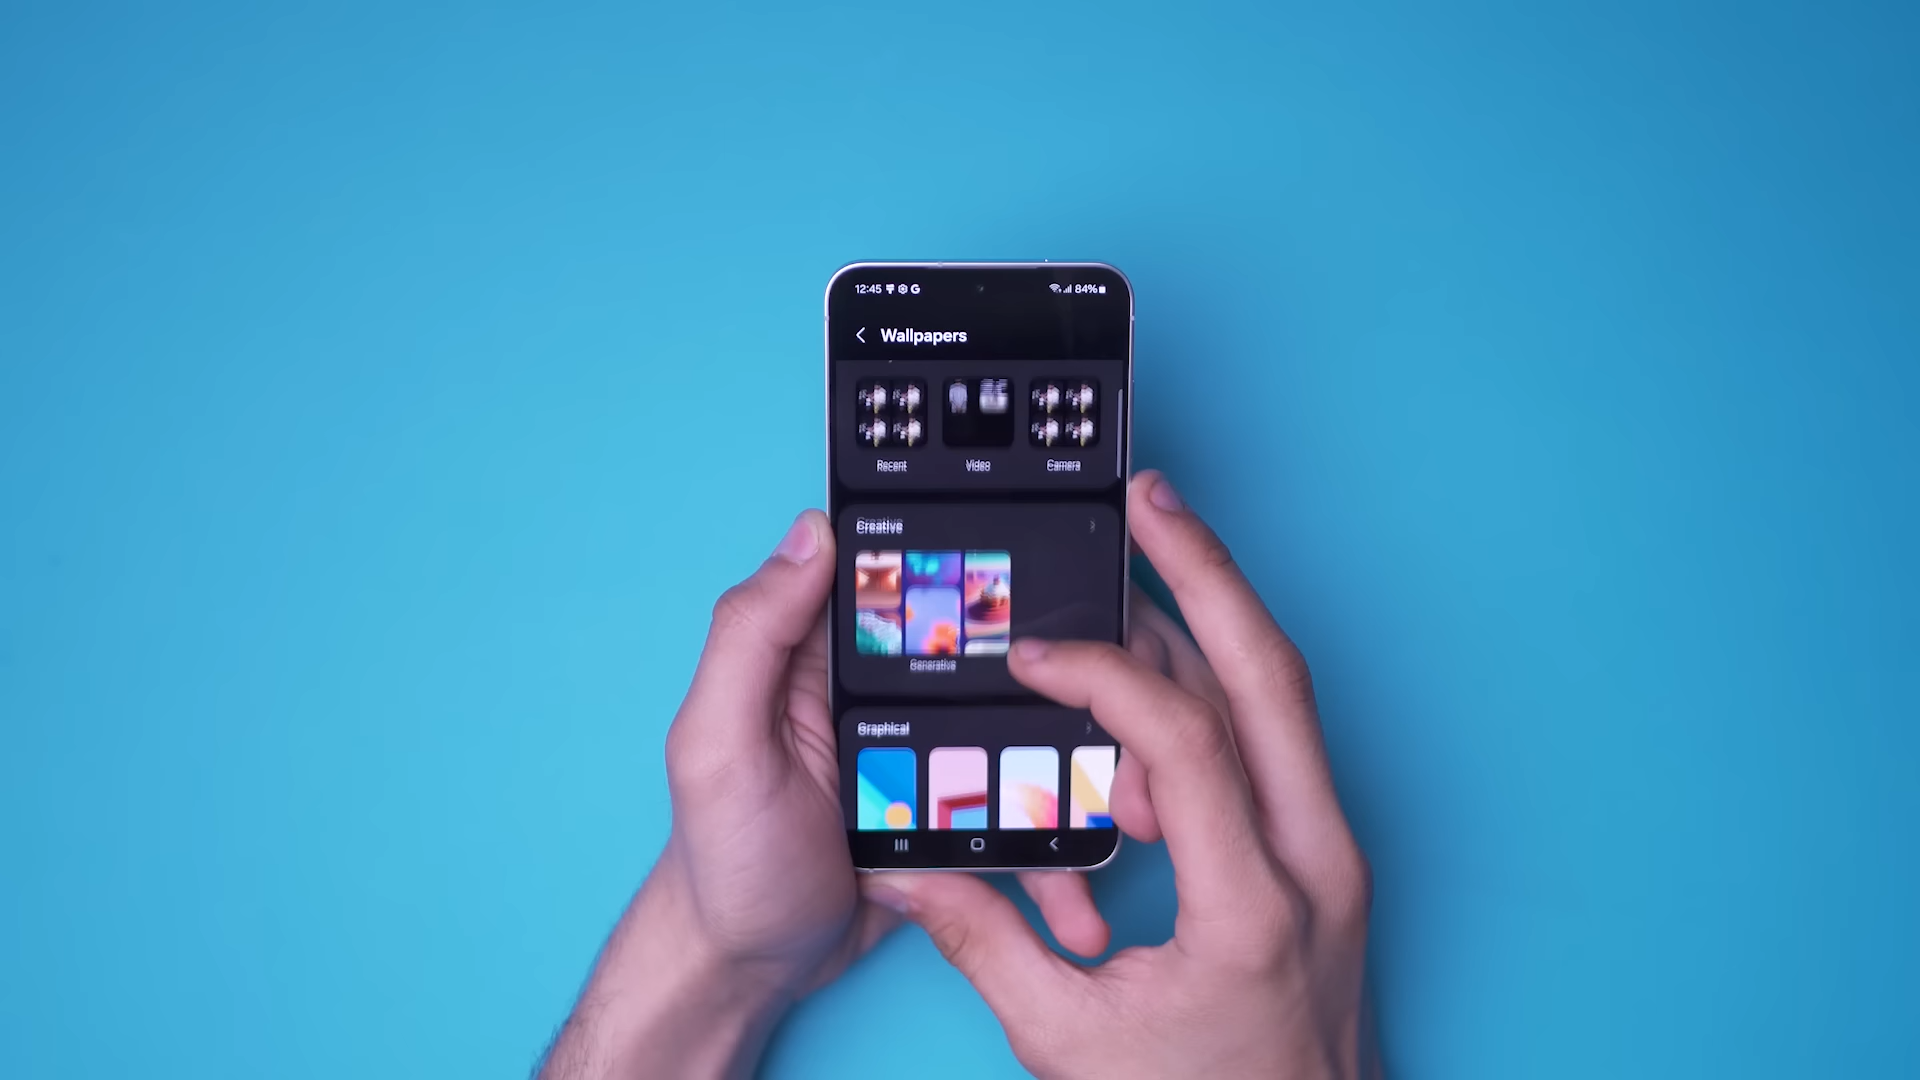 12:45 G 84%
Wallpapers
Recent Video Camera
Creative
Generative
Graphical